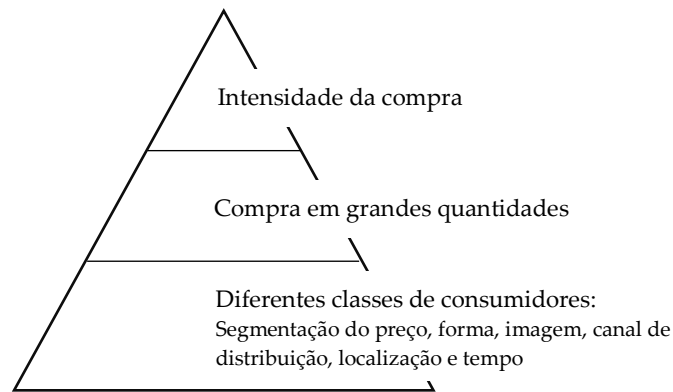 Intensidade da compra
Compra em grandes quantidades
Diferentes classes de consumidores:
Segmentação do preço, forma, imagem, canal de
distribuição, localização e tempo